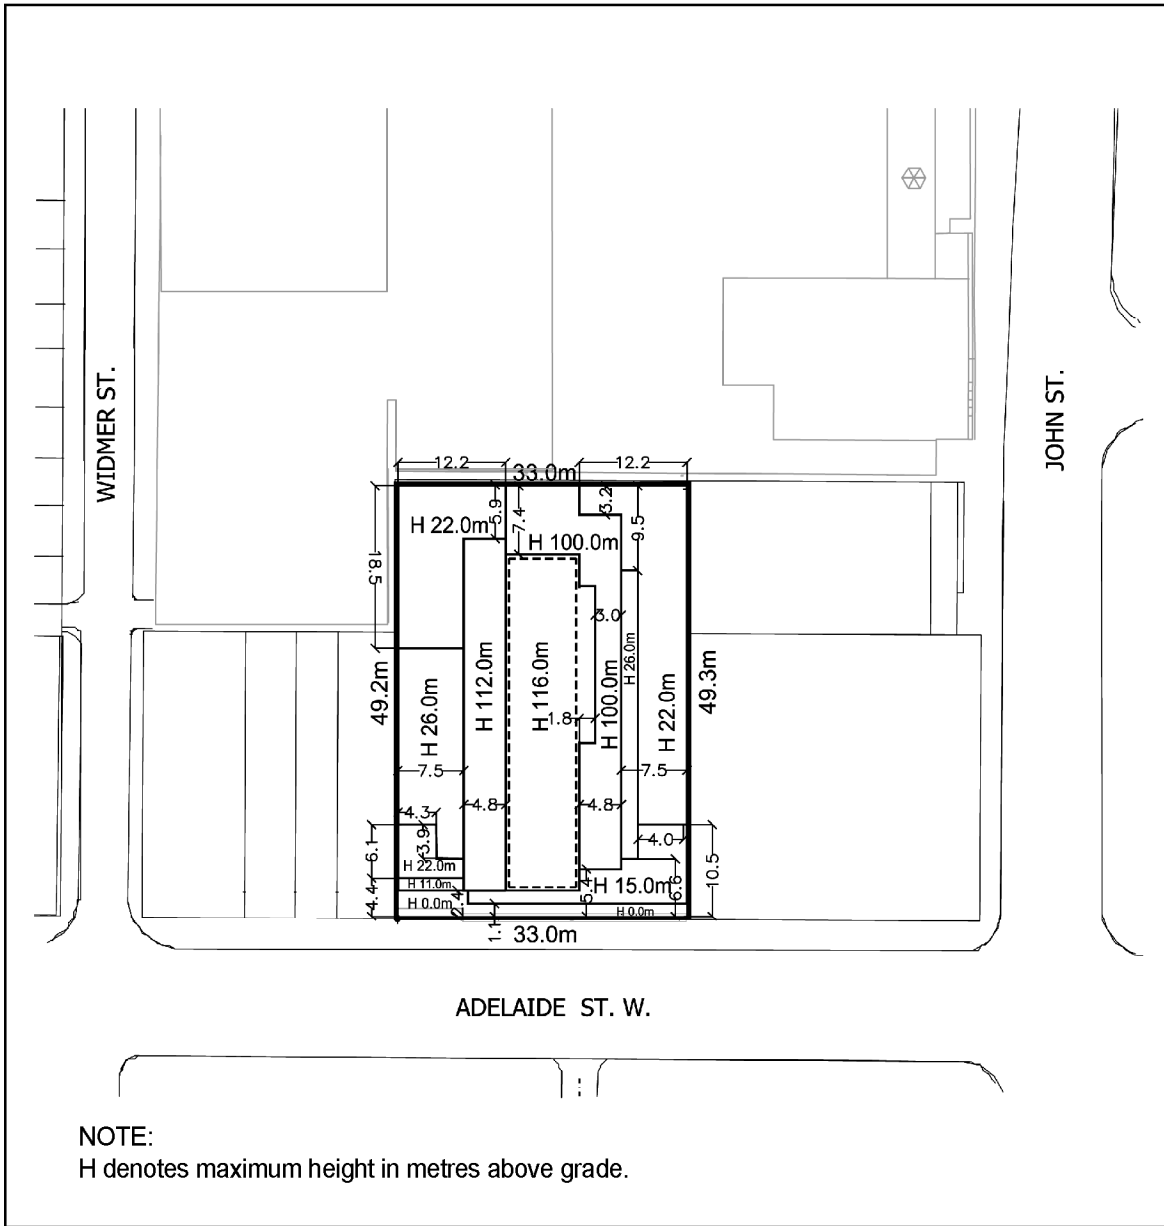 12.2
33.0m
12.2
H 22.0m
5.9
7.4
3.2
9.5
H 100.0m
18.5
WIDMER ST.
JOHN ST.
3.0
H 26.0m
49.2m
H 26.0m
H 112.0m
H 116.0m
1.8
H 100.0m
H 22.0m
49.3m
7.5
7.5
4.3
4.8
4.8
3.9
6.1
4.0
10.5
H 22.0m
H 11.0m
H 15.0m
6.6
5.4
4.4
H 0.0m
2.4
H 0.0m
1.1
33.0m
ADELAIDE ST. W.
NOTE:
H denotes maximum height in metres above grade.